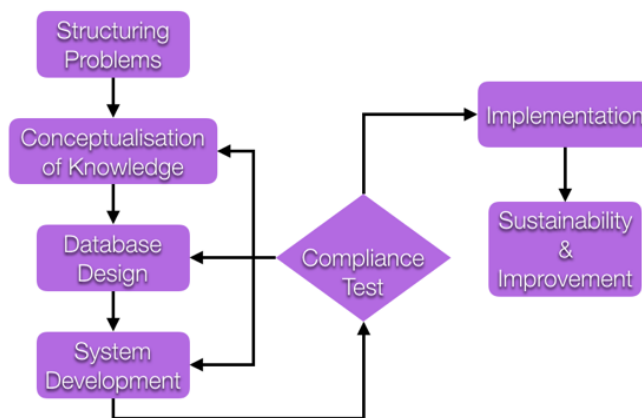 Structuring
Problems
Conceptualisation
of Knowledge
Database
Design
System
Development
Compliance
Test
Implementation
Sustainability
&
Improvement